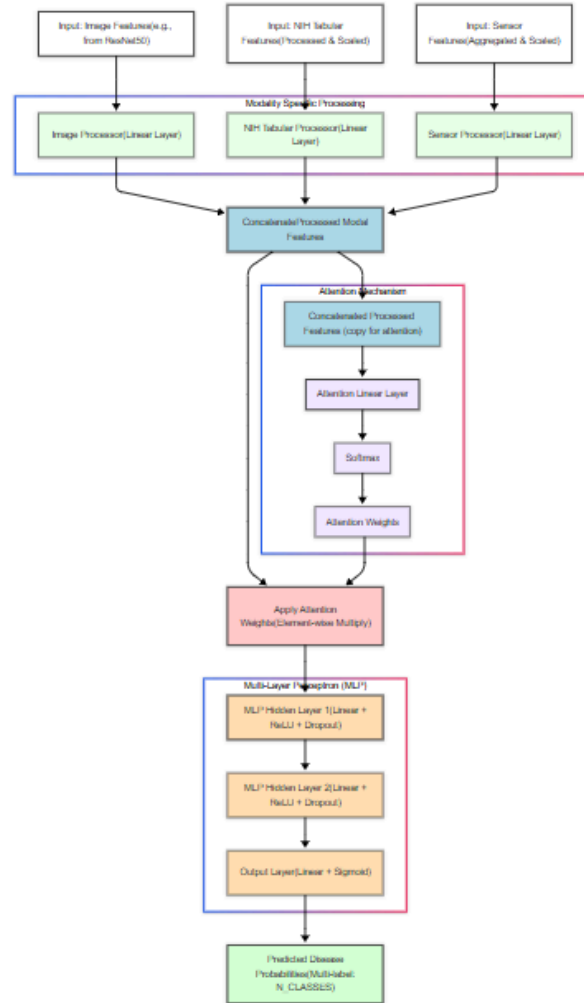 Input: Image Features(e.g.,
from ResNet50)
Input: NIH Tabular
Features(Processed & Scaled)
Input: Sensor
Features(Aggregated & Scaled)
Modality Specific Processing
Image Processor(Linear Layer)
NIH Tabular Processor(Linear
Layer)
Sensor Processor(Linear Layer)
ConcatenateProcessed Modal
Features
Attention Mechanism
Concatenated Processed
Features (copy for attention)
Attention Linear Layer
Softmax
Attention Weights
Apply Attention
Weights(Element-wise Multiply)
Multi-Layer Perceptron (MLP)
MLP Hidden Layer 1(Linear +
ReLU + Dropout)
MLP Hidden Layer 2(Linear +
ReLU + Dropout)
Output Layer(Linear + Sigmoid)
Predicted Disease
Probabilities(Multi-label:
N_CLASSES)